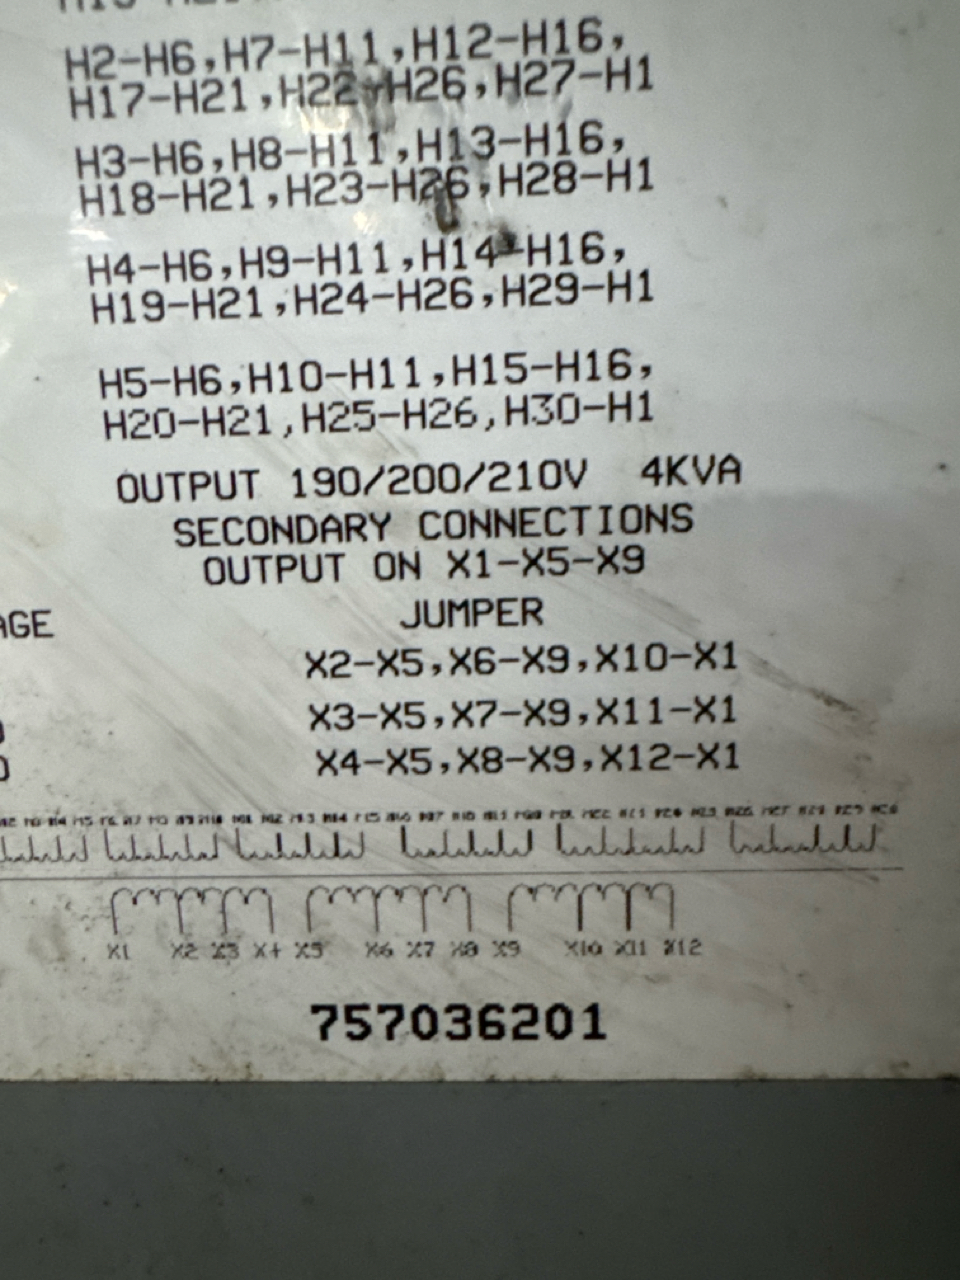 H2-H6,H7-H11,H12-H16,
H17-H21,H22-H26,H27-H1
H3-H6,H8-H11,H13-H16,
H18-H21,H23-H26,H28-H1
H4-H6,H9-H11,H14-H16,
H19-H21,H24-H26,H29-H1
H5-H6,H10-H11,H15-H16,
H20-H21,H25-H26,H30-H1
OUTPUT 190/200/210V 4KVA
SECONDARY CONNECTIONS
OUTPUT ON X1-X5-X9
AGE JUMPER
X2-X5,X6-X9,X10-X1
X3-X5,X7-X9,X11-X1
X4-X5,X8-X9,X12-X1
X1 X2 X3 X4 X5 X6 X7 X8 X9 X10 X11 X12
757036201